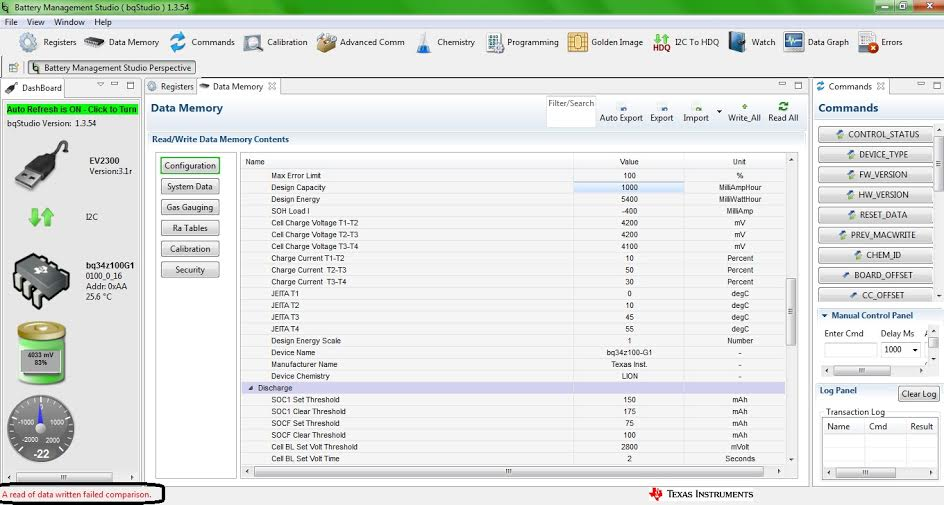 Battery Management Studio ( bqStudio ) 1.3.54
File View Window Help
Registers Data Memory Commands Calibration Advanced Comm Chemistry Programming Golden Image HDQ I2C To HDQ Watch Data Graph Errors
Battery Management Studio Perspective
DashBoard
Auto Refresh is ON - Click to Turn
bqStudio Version: 1.3.54
EV2300
Version:3.1r
I2C
bq34z100G1
0100_0_16
Addr: 0xAA
25.6 °C
4033 mV
83%
-1000 1000
-2000 2000
-22
Registers Data Memory
Data Memory
Filter/Search
Auto Export Export Import Write_All Read All
Read/Write Data Memory Contents
Configuration
System Data
Gas Gauging
Ra Tables
Calibration
Security
Name Value Unit
Max Error Limit 100 %
Design Capacity 1000 MilliAmpHour
Design Energy 5400 MilliWattHour
SOH Load I -400 MilliAmp
Cell Charge Voltage T1-T2 4200 mV
Cell Charge Voltage T2-T3 4200 mV
Cell Charge Voltage T3-T4 4100 mV
Charge Current T1-T2 10 Percent
Charge Current T2-T3 50 Percent
Charge Current T3-T4 30 Percent
JEITA T1 0 degC
JEITA T2 10 degC
JEITA T3 45 degC
JEITA T4 55 degC
Design Energy Scale 1 Number
Device Name bq34z100-G1 -
Manufacturer Name Texas Inst. -
Device Chemistry LION -
Discharge
SOC1 Set Threshold 150 mAh
SOC1 Clear Threshold 175 mAh
SOCF Set Threshold 75 mAh
SOCF Clear Threshold 100 mAh
Cell BL Set Volt Threshold 2800 mVolt
Cell BL Set Volt Time 2 Seconds
Commands
Commands
CONTROL_STATUS
DEVICE_TYPE
FW_VERSION
HW_VERSION
RESET_DATA
PREV_MACWRITE
CHEM_ID
BOARD_OFFSET
CC_OFFSET
Manual Control Panel
Enter Cmd Delay Ms
1000
Log Panel Clear Log
Transaction Log
Name Cmd Result
A read of data written failed comparison.
TEXAS INSTRUMENTS